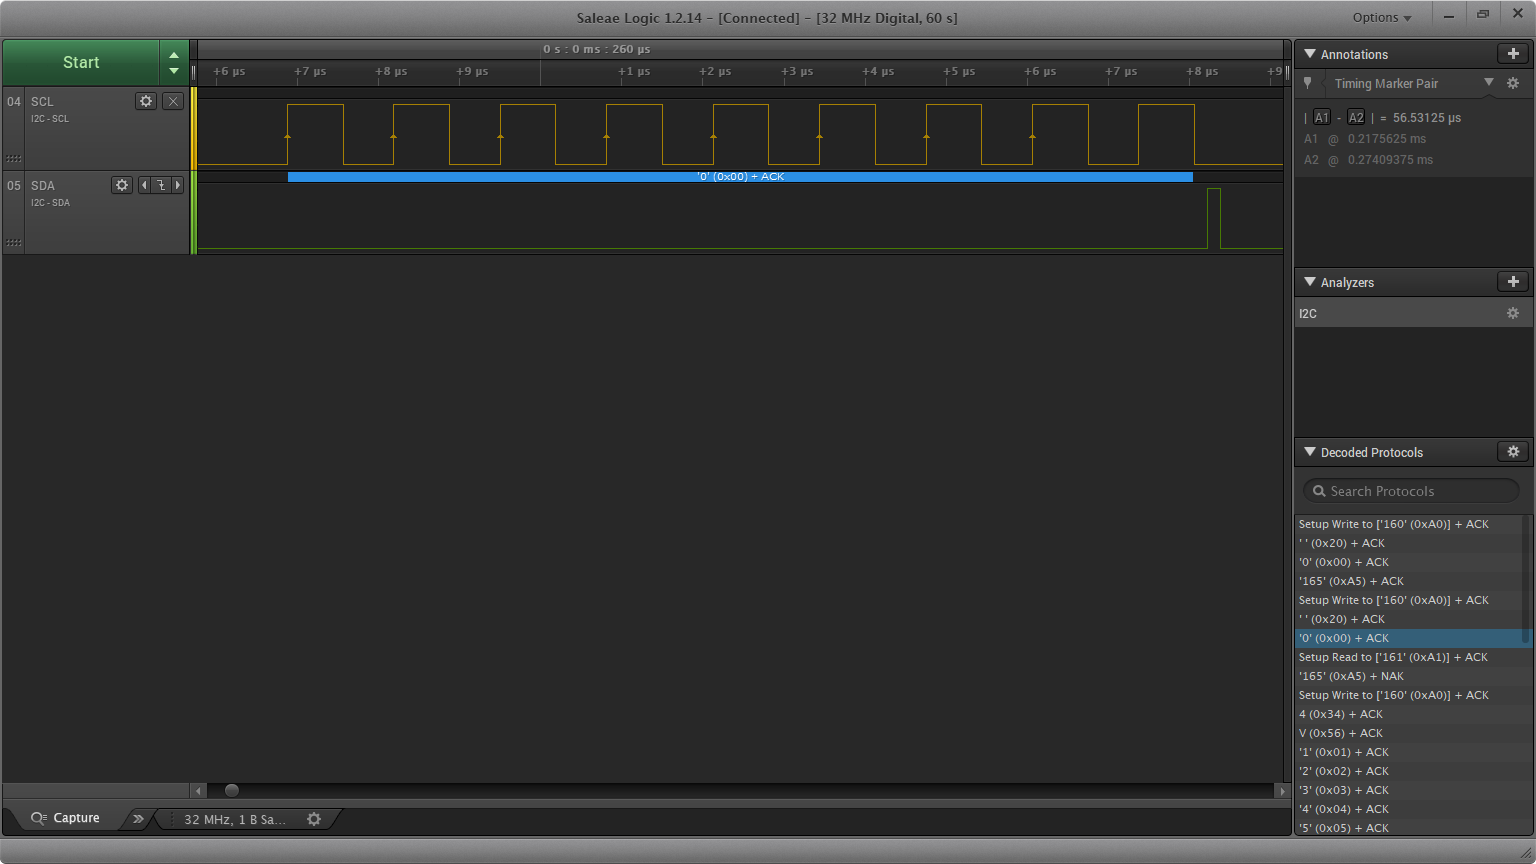 Saleae Logic 1.2.14 - [Connected] - [32 MHz Digital, 60 s]
Options
Start
0 s : 0 ms : 260 µs
+6 µs +7 µs +8 µs +9 µs +1 µs +2 µs +3 µs +4 µs +5 µs +6 µs +7 µs +8 µs +9
04 SCL
I2C - SCL
'0' (0x00) + ACK
05 SDA
I2C - SDA
Annotations
Timing Marker Pair
| A1 - A2 | = 56.53125 µs
A1 @ 0.2175625 ms
A2 @ 0.27409375 ms
Analyzers
I2C
Decoded Protocols
Search Protocols
Setup Write to ['160' (0xA0)] + ACK
' ' (0x20) + ACK
'0' (0x00) + ACK
'165' (0xA5) + ACK
Setup Write to ['160' (0xA0)] + ACK
' ' (0x20) + ACK
'0' (0x00) + ACK
Setup Read to ['161' (0xA1)] + ACK
'165' (0xA5) + NAK
Setup Write to ['160' (0xA0)] + ACK
4 (0x34) + ACK
V (0x56) + ACK
'1' (0x01) + ACK
'2' (0x02) + ACK
'3' (0x03) + ACK
'4' (0x04) + ACK
'5' (0x05) + ACK
Capture
32 MHz, 1 B Sa...